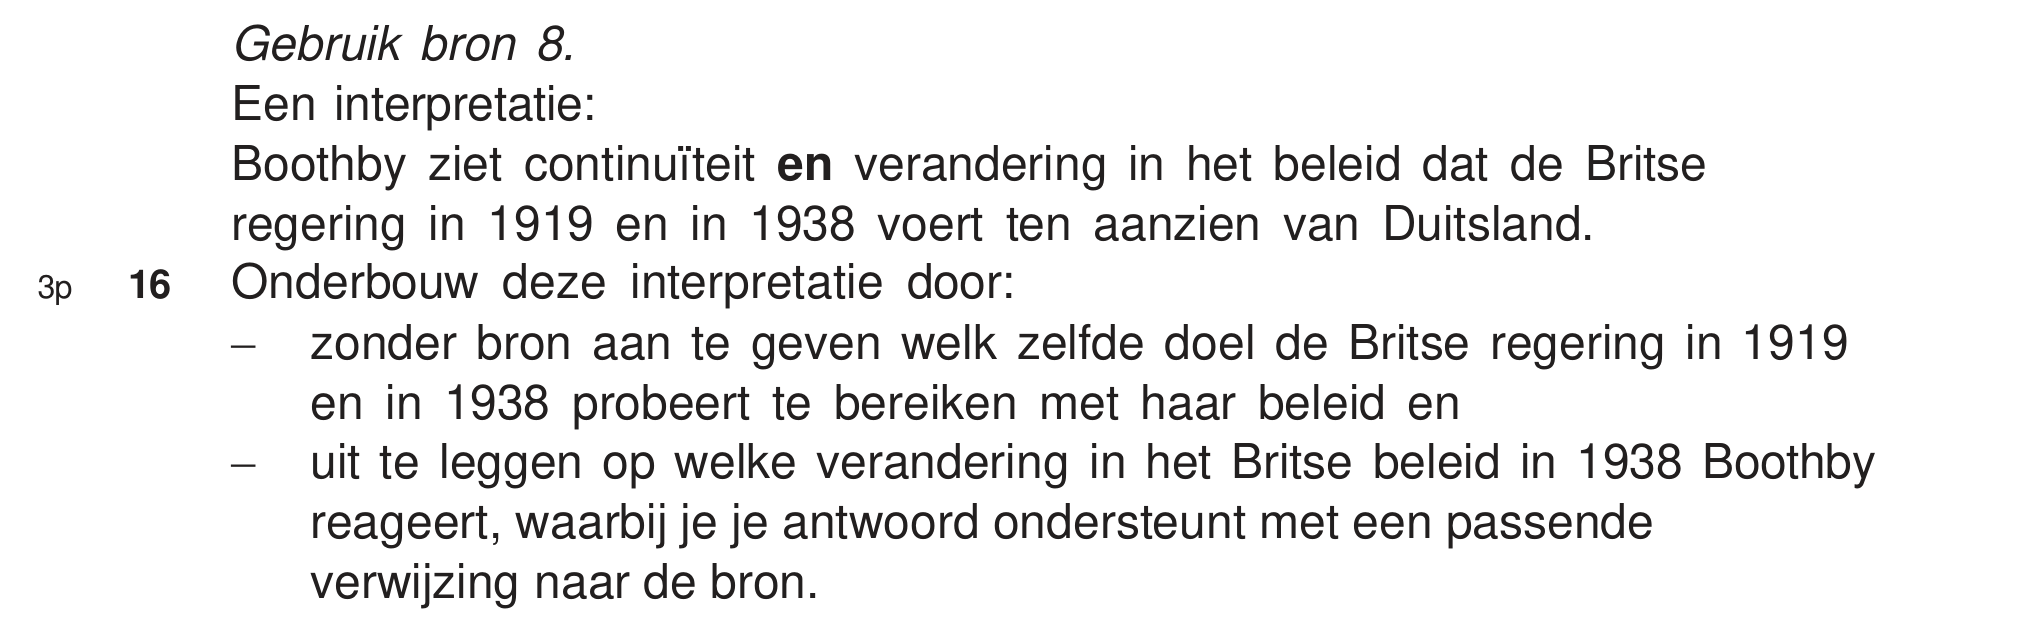 Gebruik bron 8.
Een interpretatie:
Boothby ziet continuïteit en verandering in het beleid dat de Britse
regering in 1919 en in 1938 voert ten aanzien van Duitsland.
3p 16 Onderbouw deze interpretatie door:
– zonder bron aan te geven welk zelfde doel de Britse regering in 1919
en in 1938 probeert te bereiken met haar beleid en
– uit te leggen op welke verandering in het Britse beleid in 1938 Boothby
reageert, waarbij je je antwoord ondersteunt met een passende
verwijzing naar de bron.